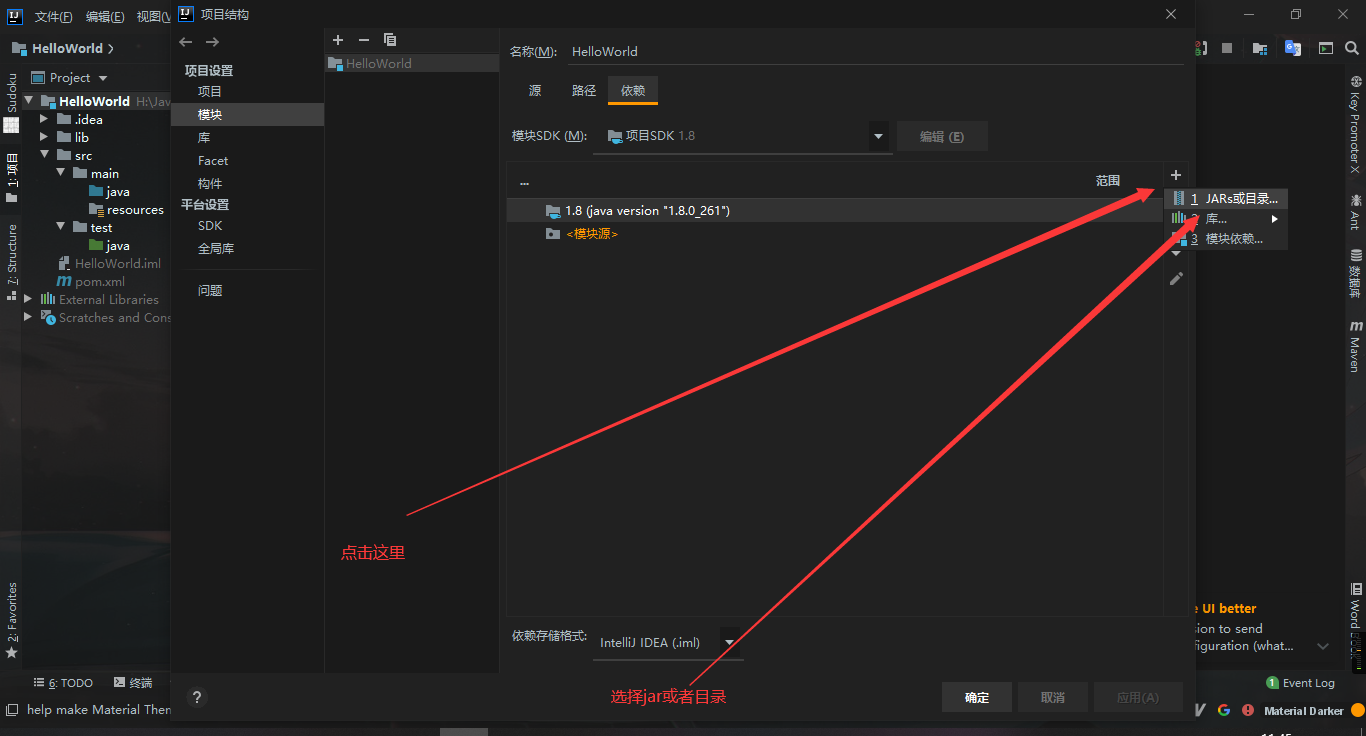 文件(F) 编辑(E) 视图(V
项目结构
HelloWorld
Project
HelloWorld H:\Jav
.idea
lib
src
main
java
resources
test
java
HelloWorld.iml
pom.xml
External Libraries
Scratches and Cons
Sudoku
1: 项目
7: Structure
2: Favorites
项目设置
项目
模块
库
Facet
构件
平台设置
SDK
全局库
问题
HelloWorld
名称(M): HelloWorld
源 路径 依赖
模块SDK (M): 项目SDK 1.8 编辑 (E)
... 范围
1.8 (java version "1.8.0_261")
<模块源>
1 JARs或目录...
2 库...
3 模块依赖...
点击这里
选择jar或者目录
依赖存储格式: IntelliJ IDEA (.iml)
? 确定 取消 应用(A)
Key Promoter X
Ant
数据库
m Maven
Word
e UI better
sion to send
figuration (what...
6: TODO 终端
1 Event Log
help make Material Then
Material Darker